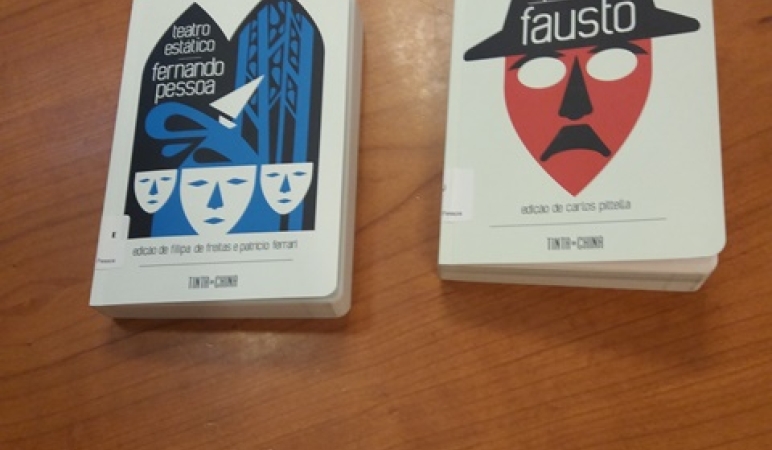 teatro
estático
fernando
pessoa
edição de filipa de freitas e patricio ferrari
TINTA DA CHINA
fausto
edição de carlos pittella
TINTA DA CHINA